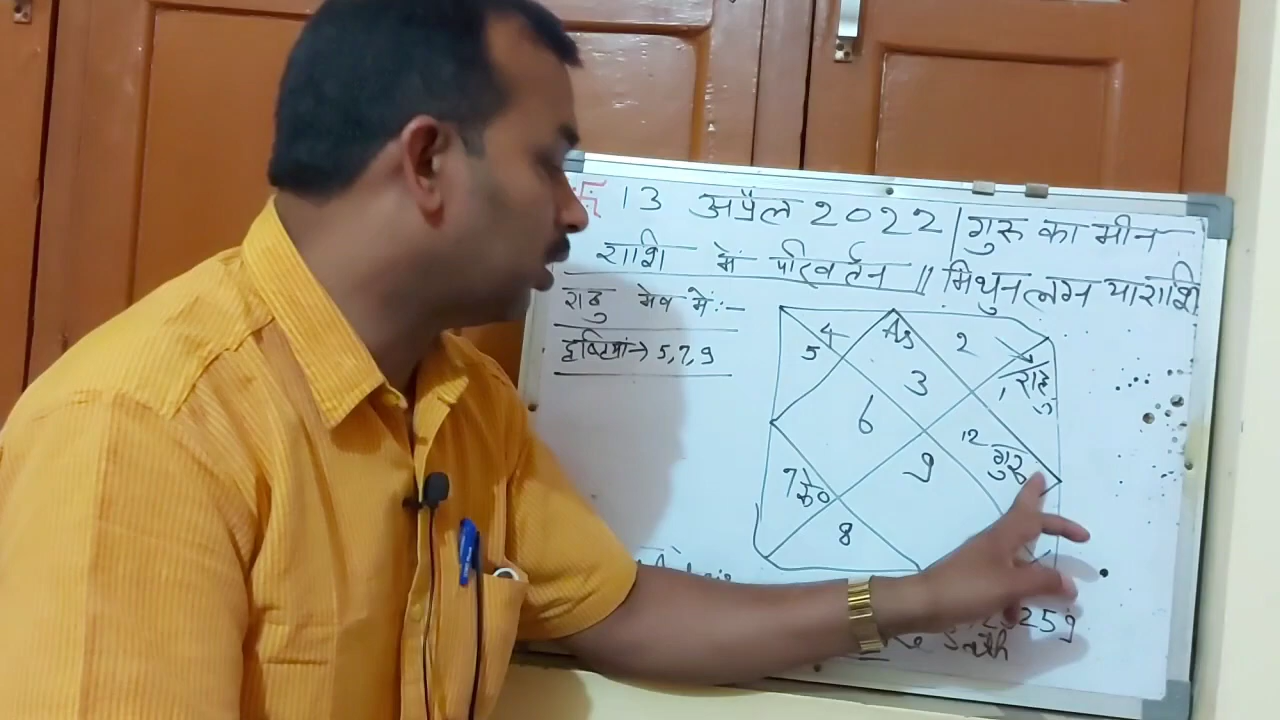 13 अप्रैल 2022 | गुरु का मीन
राशि में परिवर्तन || मिथुन लग्न या राशि
राहु मेष में :-
दृष्टियां → 5, 7, 9
As
4
5
2
3
1 राहु
6
12 गुरु
9
7 के०
8